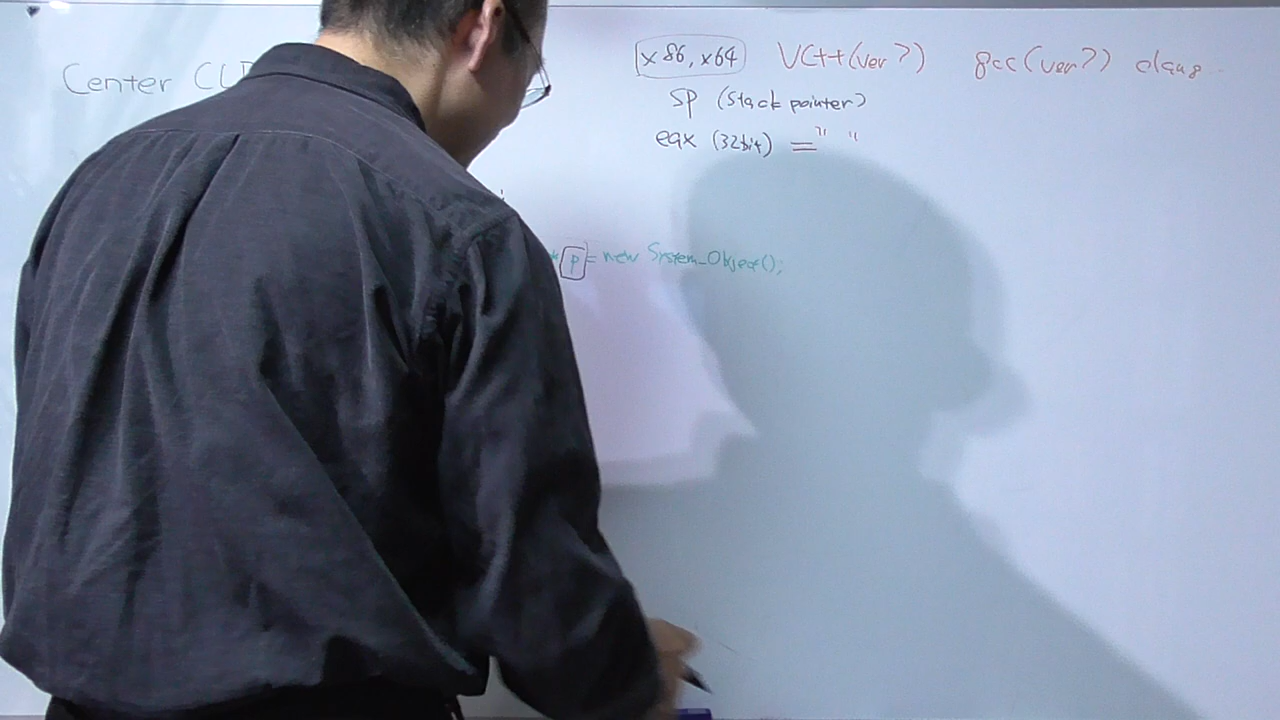 Center
x86, x64 VC++(ver?) gcc(ver?) clang ..
SP (Stack pointer)
eax (32bit) = " "
* p = new System_Object();